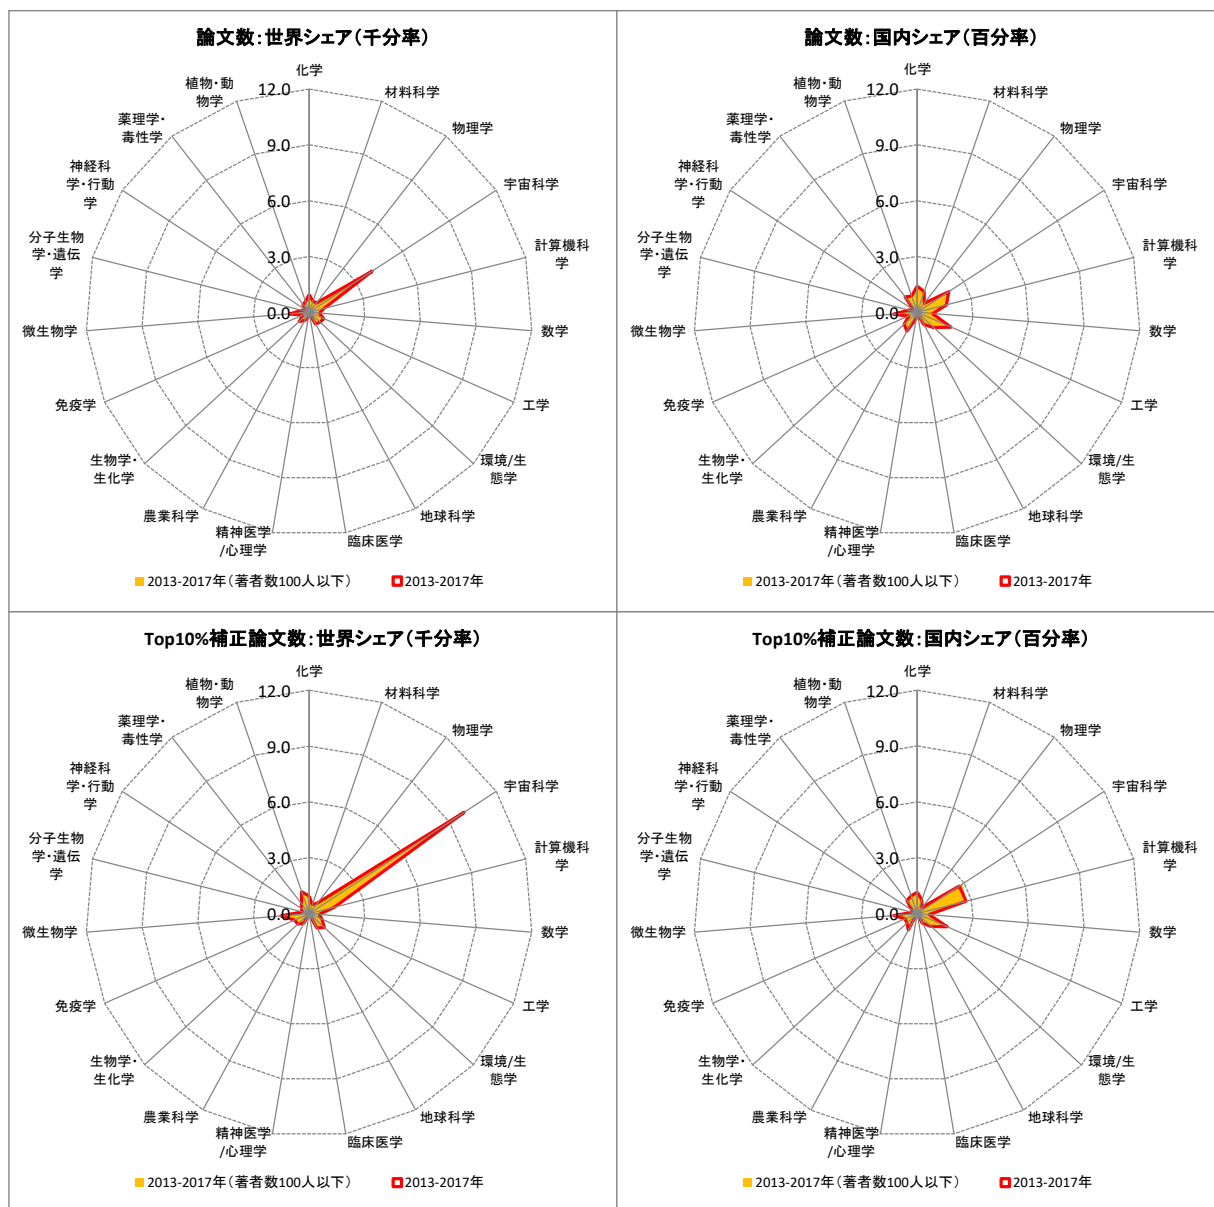 論文数:世界シェア(千分率)
化学
材料科学
物理学
宇宙科学
計算機科
学
数学
工学
環境/生
態学
地球科学
臨床医学
精神医学
/心理学
農業科学
生物学・
生化学
免疫学
微生物学
分子生物
学・遺伝
学
神経科
学・行動
学
薬理学・
毒性学
植物・動
物学
12.0
9.0
6.0
3.0
0.0
2013-2017年(著者数100人以下)
2013-2017年
論文数:国内シェア(百分率)
化学
材料科学
物理学
宇宙科学
計算機科
学
数学
工学
環境/生
態学
地球科学
臨床医学
精神医学
/心理学
農業科学
生物学・
生化学
免疫学
微生物学
分子生物
学・遺伝
学
神経科
学・行動
学
薬理学・
毒性学
植物・動
物学
12.0
9.0
6.0
3.0
0.0
2013-2017年(著者数100人以下)
2013-2017年
Top10%補正論文数:世界シェア(千分率)
化学
材料科学
物理学
宇宙科学
計算機科
学
数学
工学
環境/生
態学
地球科学
臨床医学
精神医学
/心理学
農業科学
生物学・
生化学
免疫学
微生物学
分子生物
学・遺伝
学
神経科
学・行動
学
薬理学・
毒性学
植物・動
物学
12.0
9.0
6.0
3.0
0.0
2013-2017年(著者数100人以下)
2013-2017年
Top10%補正論文数:国内シェア(百分率)
化学
材料科学
物理学
宇宙科学
計算機科
学
数学
工学
環境/生
態学
地球科学
臨床医学
精神医学
/心理学
農業科学
生物学・
生化学
免疫学
微生物学
分子生物
学・遺伝
学
神経科
学・行動
学
薬理学・
毒性学
植物・動
物学
12.0
9.0
6.0
3.0
0.0
2013-2017年(著者数100人以下)
2013-2017年